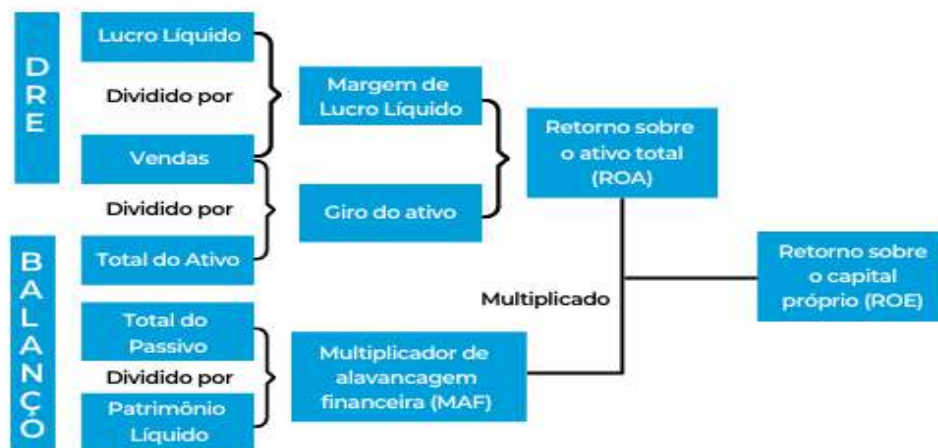 DRE
Lucro Líquido
Dividido por
Vendas
Dividido por
Total do Ativo
BALANÇO
Total do
Passivo
Dividido por
Patrimônio
Líquido
Margem de
Lucro Líquido
Giro do ativo
Multiplicador de
alavancagem
financeira (MAF)
Retorno sobre
o ativo total
(ROA)
Multiplicado
Retorno sobre
o capital
próprio (ROE)